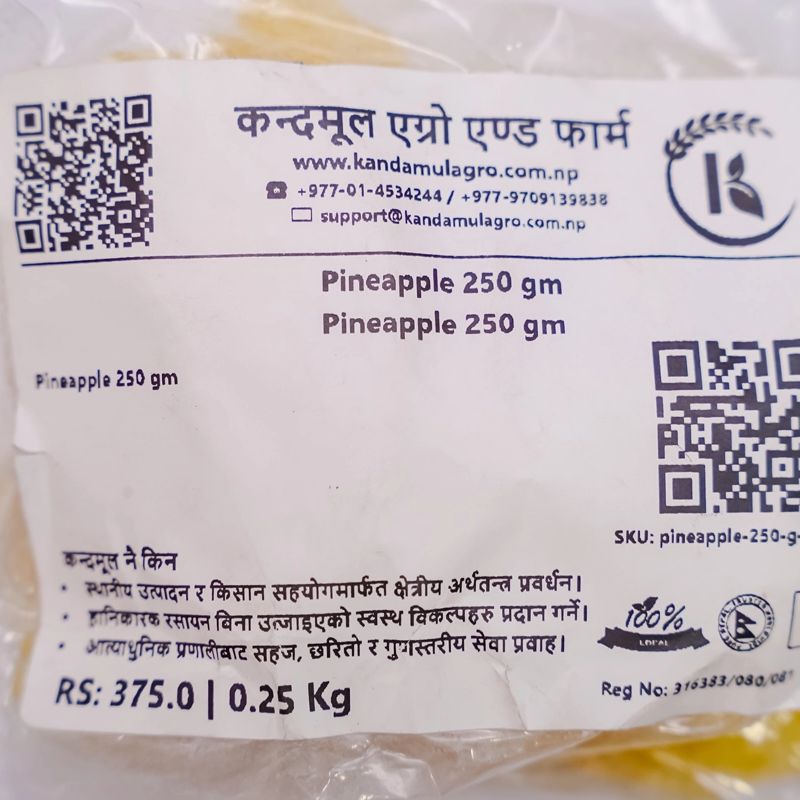 कन्दमूल एग्रो एण्ड फार्म
www.kandamulagro.com.np
+977-01-4534244 / +977-9709139838
support@kandamulagro.com.np
Pineapple 250 gm
Pineapple 250 gm
Pineapple 250 gm
SKU: pineapple-250-g-
कन्दमूल नै किन
• स्थानीय उत्पादन र किसान सहयोगमार्फत क्षेत्रीय अर्थतन्त्र प्रवर्धन।
• हानिकारक रसायन बिना उत्जाइएको स्वस्थ विकल्पहरु प्रदान गर्ने।
• आत्याधुनिक प्रणालीबाट सहज, छरितो र गुणस्तरीय सेवा प्रवाह।
100%
LOCAL
RS: 375.0 | 0.25 Kg
Reg No: 316383/080/081